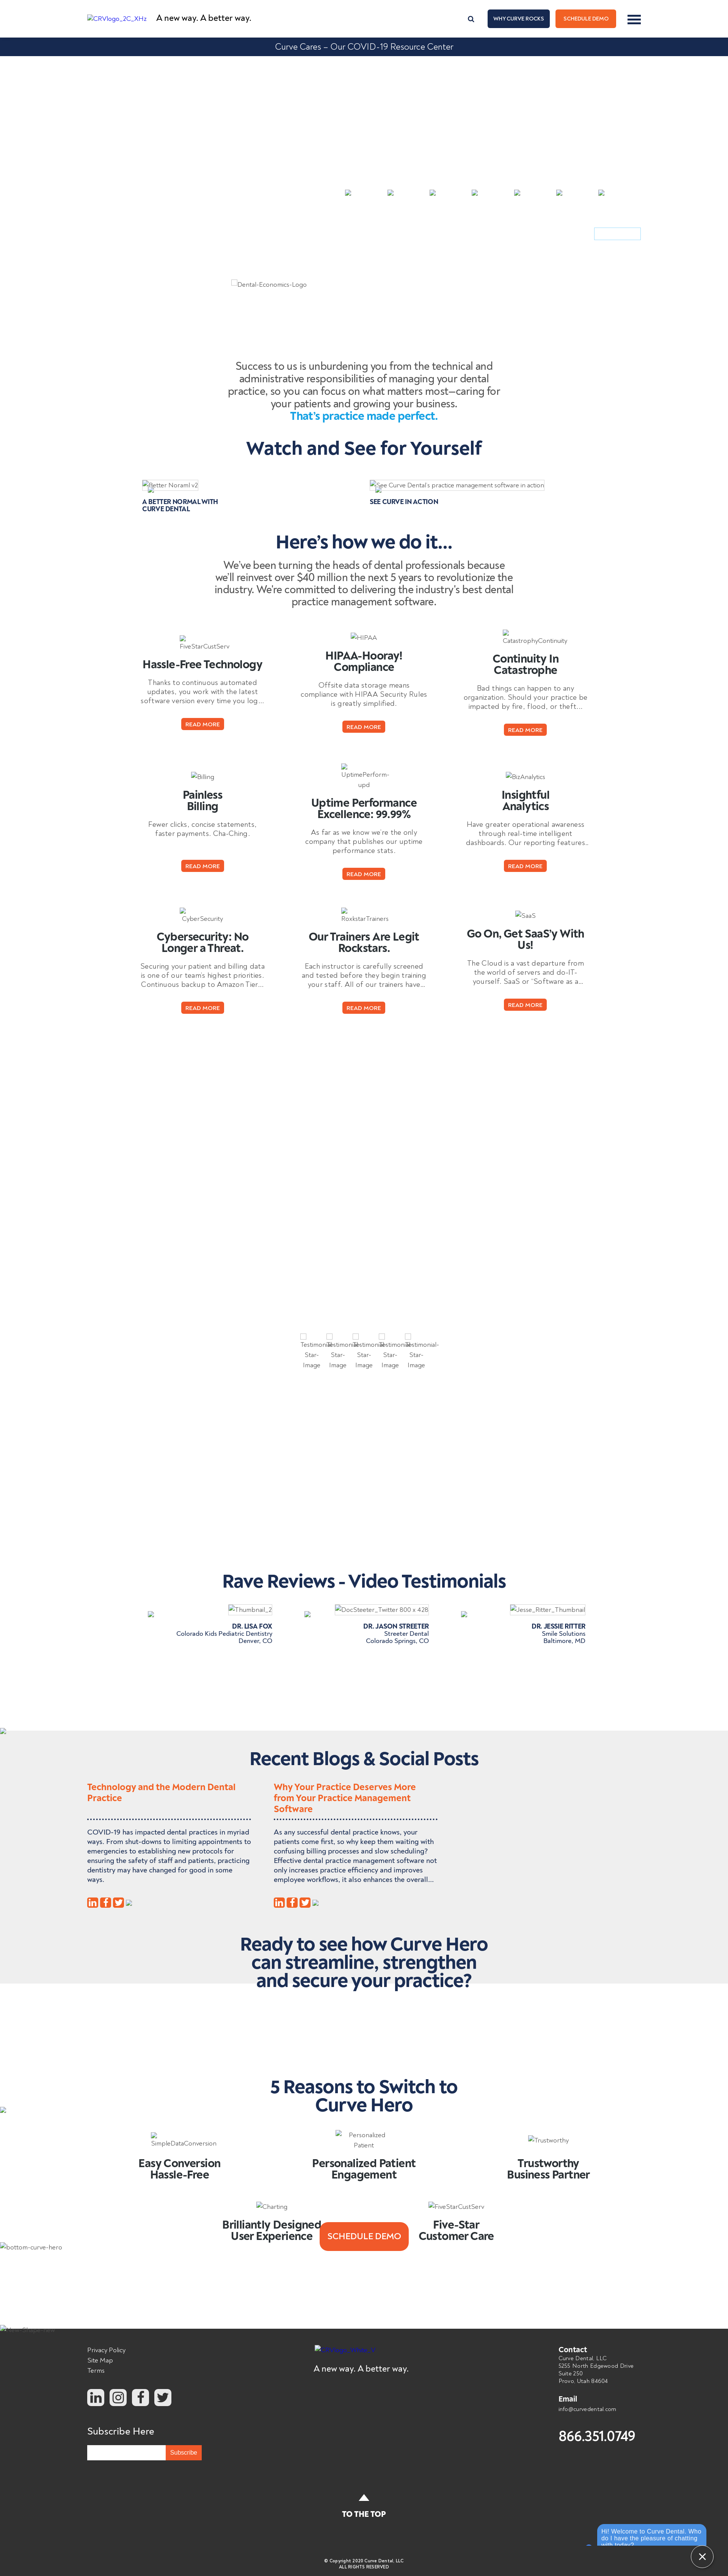 CRVlogo_2C_XHz
A new way. A better way.
WHY CURVE ROCKS
SCHEDULE DEMO
Curve Cares – Our COVID-19 Resource Center
Dental-Economics-Logo
Success to us is unburdening you from the technical and
administrative responsibilities of managing your dental
practice, so you can focus on what matters most—caring for
your patients and growing your business.
That's practice made perfect.
Watch and See for Yourself
Better Noraml v2
A BETTER NORMAL WITH
CURVE DENTAL
See Curve Dental's practice management software in action
SEE CURVE IN ACTION
Here's how we do it...
We've been turning the heads of dental professionals because
we'll reinvest over $40 million the next 5 years to revolutionize the
industry. We're committed to delivering the industry's best dental
practice management software.
FiveStarCustServ
Hassle-Free Technology
Thanks to continuous automated
updates, you work with the latest
software version every time you log...
READ MORE
HIPAA
HIPAA-Hooray!
Compliance
Offsite data storage means
compliance with HIPAA Security Rules
is greatly simplified.
READ MORE
CatastrophyContinuity
Continuity In
Catastrophe
Bad things can happen to any
organization. Should your practice be
impacted by fire, flood, or theft...
READ MORE
Billing
Painless
Billing
Fewer clicks, concise statements,
faster payments. Cha-Ching.
READ MORE
UptimePerform-
upd
Uptime Performance
Excellence: 99.99%
As far as we know we're the only
company that publishes our uptime
performance stats.
READ MORE
BizAnalytics
Insightful
Analytics
Have greater operational awareness
through real-time intelligent
dashboards. Our reporting features..
READ MORE
CyberSecurity
Cybersecurity: No
Longer a Threat.
Securing your patient and billing data
is one of our team's highest priorities.
Continuous backup to Amazon Tier...
READ MORE
RoxkstarTrainers
Our Trainers Are Legit
Rockstars.
Each instructor is carefully screened
and tested before they begin training
your staff. All of our trainers have...
READ MORE
SaaS
Go On, Get SaaS'y With
Us!
The Cloud is a vast departure from
the world of servers and do-IT-
yourself. SaaS or "Software as a...
READ MORE
Testimonial-
Star-
Image
Testimonial-
Star-
Image
Testimonial-
Star-
Image
Testimonial-
Star-
Image
Testimonial-
Star-
Image
Rave Reviews - Video Testimonials
Thumbnail_2
DR. LISA FOX
Colorado Kids Pediatric Dentistry
Denver, CO
DocSteeter_Twitter 800 x 428
DR. JASON STREETER
Streeter Dental
Colorado Springs, CO
Jesse_Ritter_Thumbnail
DR. JESSIE RITTER
Smile Solutions
Baltimore, MD
Recent Blogs & Social Posts
Technology and the Modern Dental
Practice
COVID-19 has impacted dental practices in myriad
ways. From shut-downs to limiting appointments to
emergencies to establishing new protocols for
ensuring the safety of staff and patients, practicing
dentistry may have changed for good in some
ways.
Why Your Practice Deserves More
from Your Practice Management
Software
As any successful dental practice knows, your
patients come first, so why keep them waiting with
confusing billing processes and slow scheduling?
Effective dental practice management software not
only increases practice efficiency and improves
employee workflows, it also enhances the overall...
Ready to see how Curve Hero
can streamline, strengthen
and secure your practice?
5 Reasons to Switch to
Curve Hero
SimpleDataConversion
Easy Conversion
Hassle-Free
Personalized
Patient
Personalized Patient
Engagement
Trustworthy
Trustworthy
Business Partner
Charting
Brilliantly Designed
User Experience
FiveStarCustServ
Five-Star
Customer Care
SCHEDULE DEMO
bottom-curve-hero
Privacy Policy
Site Map
Terms
Subscribe Here
Subscribe
A new way. A better way.
Contact
Curve Dental, LLC
5255 North Edgewood Drive
Suite 250
Provo, Utah 84604
Email
info@curvedental.com
866.351.0749
TO THE TOP
© Copyright 2020 Curve Dental, LLC
ALL RIGHTS RESERVED
Hi! Welcome to Curve Dental. Who
do I have the pleasure of chatting
with today?